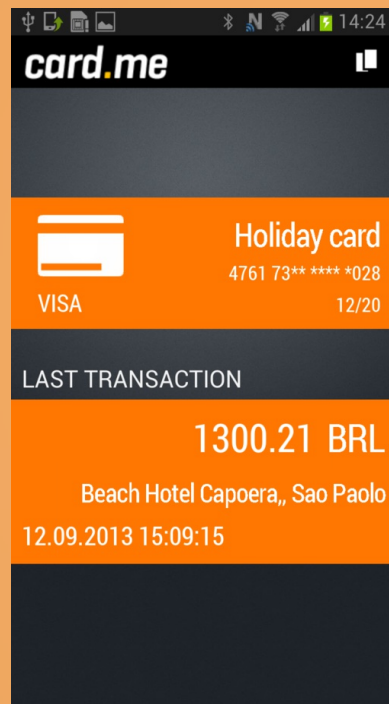 14:24
card.me
Holiday card
4761 73** **** *028
VISA
12/20
LAST TRANSACTION
1300.21 BRL
Beach Hotel Capoera,, Sao Paolo
12.09.2013 15:09:15